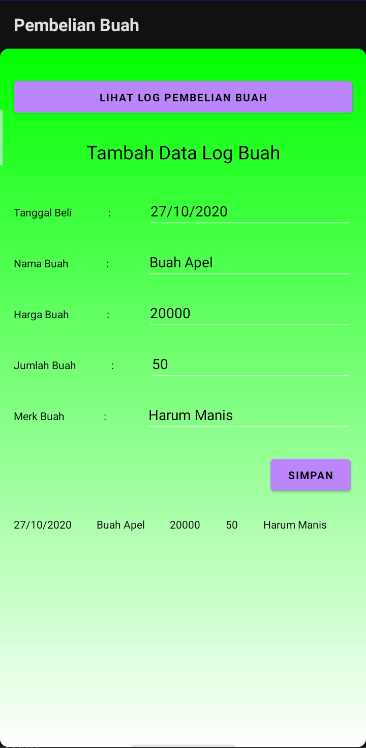 Pembelian Buah
LIHAT LOG PEMBELIAN BUAH
Tambah Data Log Buah
Tanggal Beli : 27/10/2020
Nama Buah : Buah Apel
Harga Buah : 20000
Jumlah Buah : 50
Merk Buah : Harum Manis
SIMPAN
27/10/2020 Buah Apel 20000 50 Harum Manis